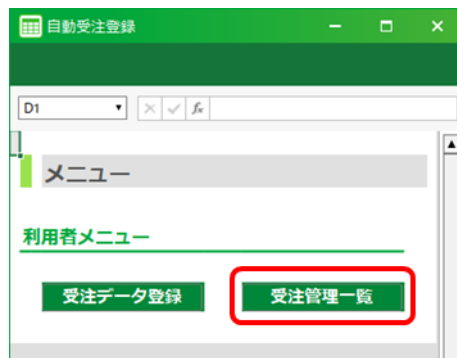 自動受注登録
D1
fx
メニュー
利用者メニュー
受注データ登録 受注管理一覧